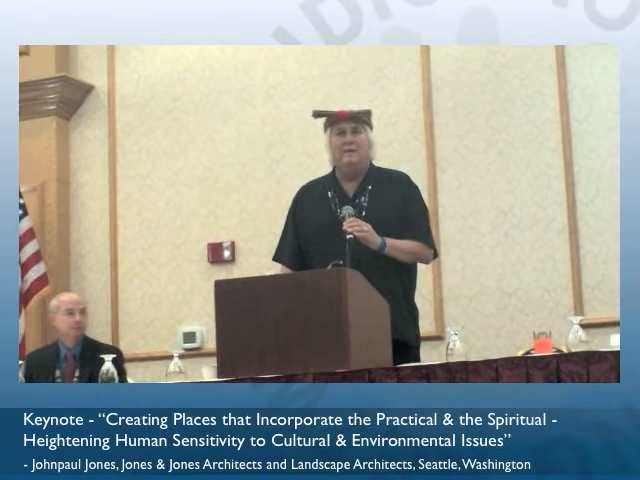 Keynote - “Creating Places that Incorporate the Practical & the Spiritual -
Heightening Human Sensitivity to Cultural & Environmental Issues”
- Johnpaul Jones, Jones & Jones Architects and Landscape Architects, Seattle, Washington